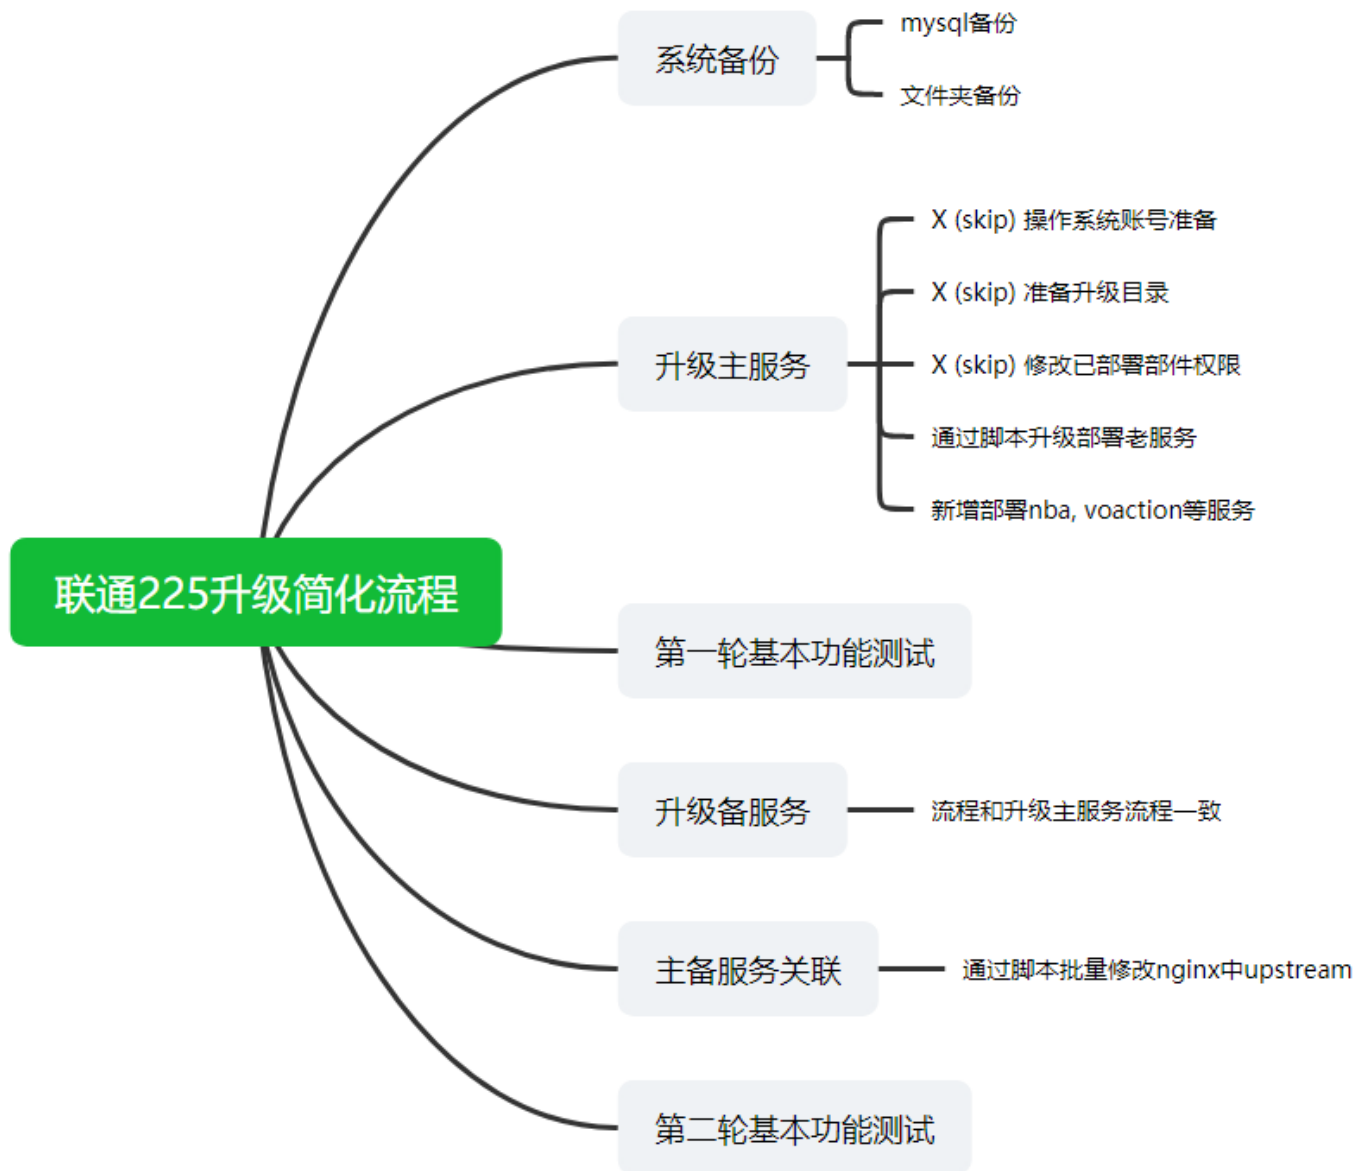 系统备份
mysql备份
文件夹备份
升级主服务
X (skip) 操作系统账号准备
X (skip) 准备升级目录
X (skip) 修改已部署部件权限
通过脚本升级部署老服务
新增部署nba, voaction等服务
联通225升级简化流程
第一轮基本功能测试
升级备服务
流程和升级主服务流程一致
主备服务关联
通过脚本批量修改nginx中upstream
第二轮基本功能测试